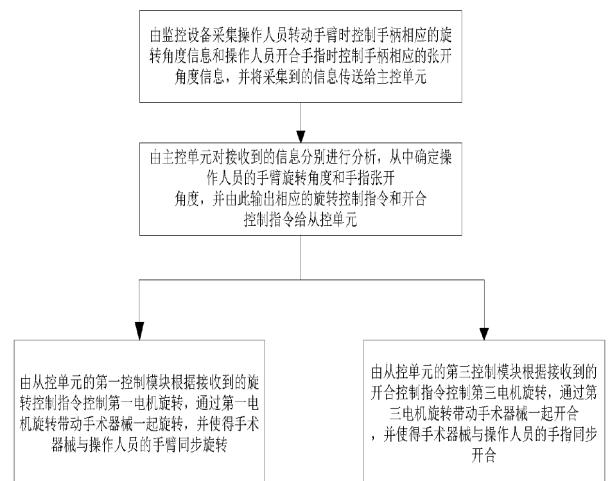 由监控设备采集操作人员转动手臂时控制手柄相应的旋
转角度信息和操作人员开合手指时控制手柄相应的张开
角度信息，并将采集到的信息传送给主控单元
由主控单元对接收到的信息分别进行分析，从中确定操
作人员的手臂旋转角度和手指张开
角度，并由此输出相应的旋转控制指令和开合
控制指令给从控单元
由从控单元的第一控制模块根据接收到的旋
转控制指令控制第一电机旋转，通过第一电
机旋转带动手术器械一起旋转，并使得手术
器械与操作人员的手臂同步旋转
由从控单元的第三控制模块根据接收到的
开合控制指令控制第三电机旋转，通过第
三电机旋转带动手术器械一起开合
，并使得手术器械与操作人员的手指同步
开合